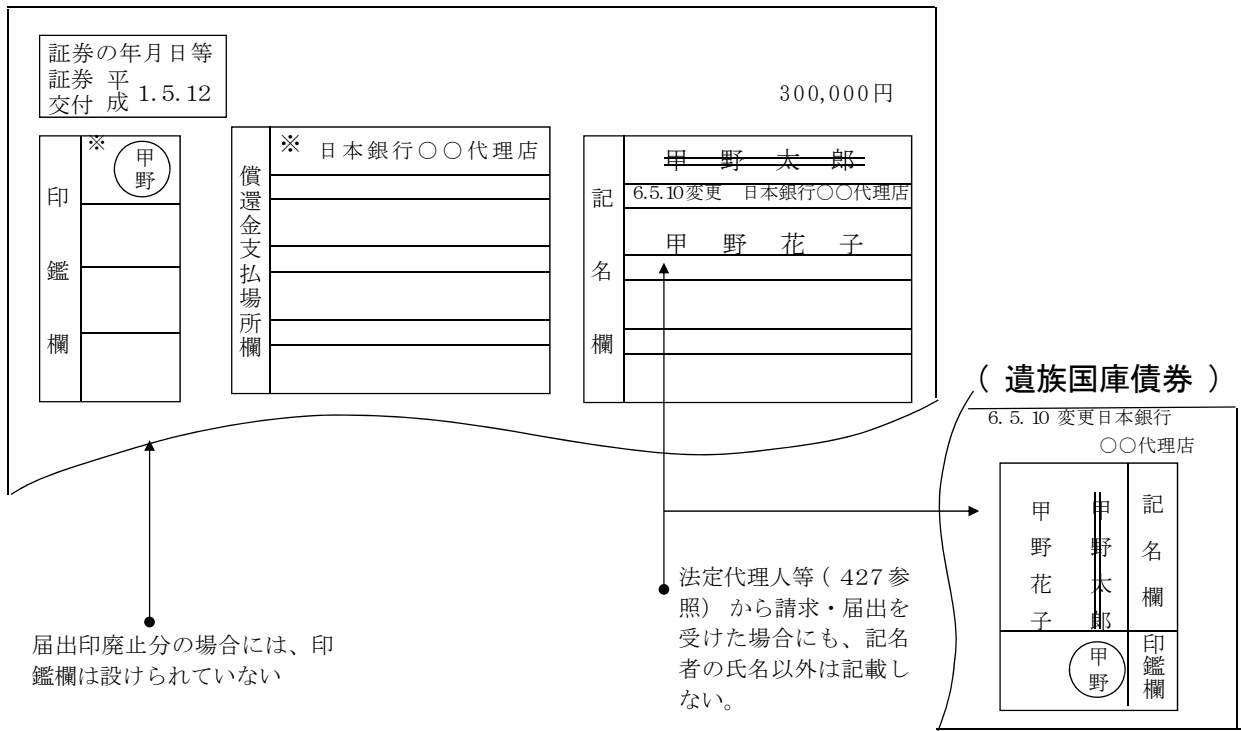 証券の年月日等
証券 平
交付 成 1.5.12
300,000円
印鑑欄
※
甲野
償還金支払場所欄
※ 日本銀行○○代理店
記名欄
甲野太郎
6.5.10変更 日本銀行○○代理店
甲野花子
( 遺族国庫債券 )
6.5.10 変更日本銀行
○○代理店
記名欄
甲野太郎
甲野花子
印鑑欄
甲野
法定代理人等( 427参
照) から請求・届出を
受けた場合にも、記名
者の氏名以外は記載し
ない。
届出印廃止分の場合には、印
鑑欄は設けられていない